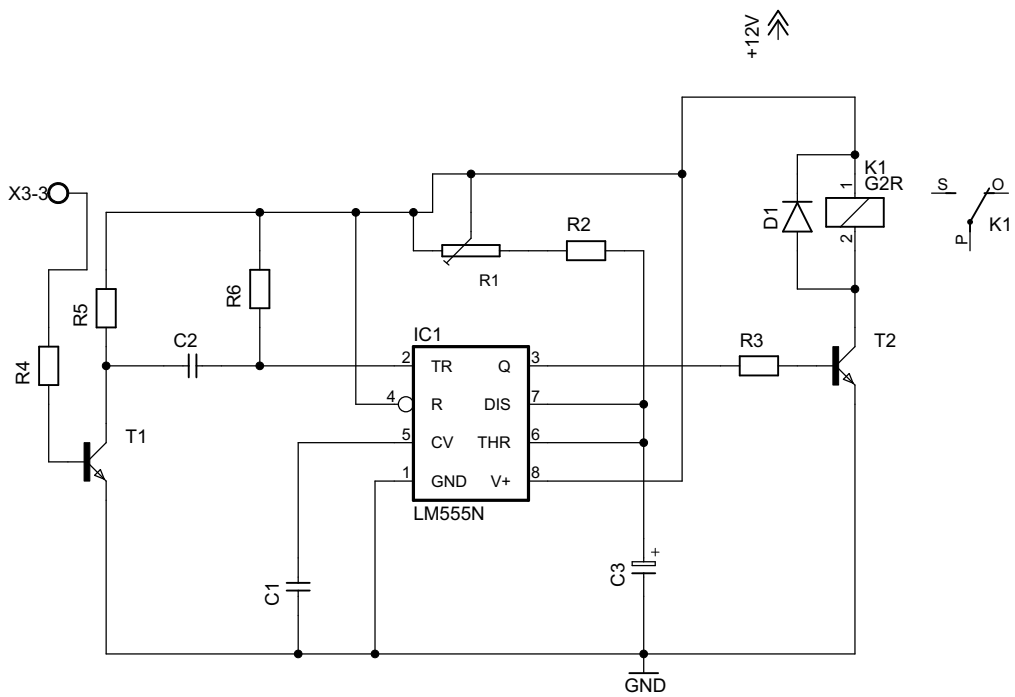 +12V
K1
G2R
1
2
S
O
P
K1
X3-3
D1
R2
R1
R5
R6
R4
C2
IC1
2 TR Q 3
4 R DIS 7
5 CV THR 6
1 GND V+ 8
LM555N
R3
T2
T1
C1
C3
+
GND